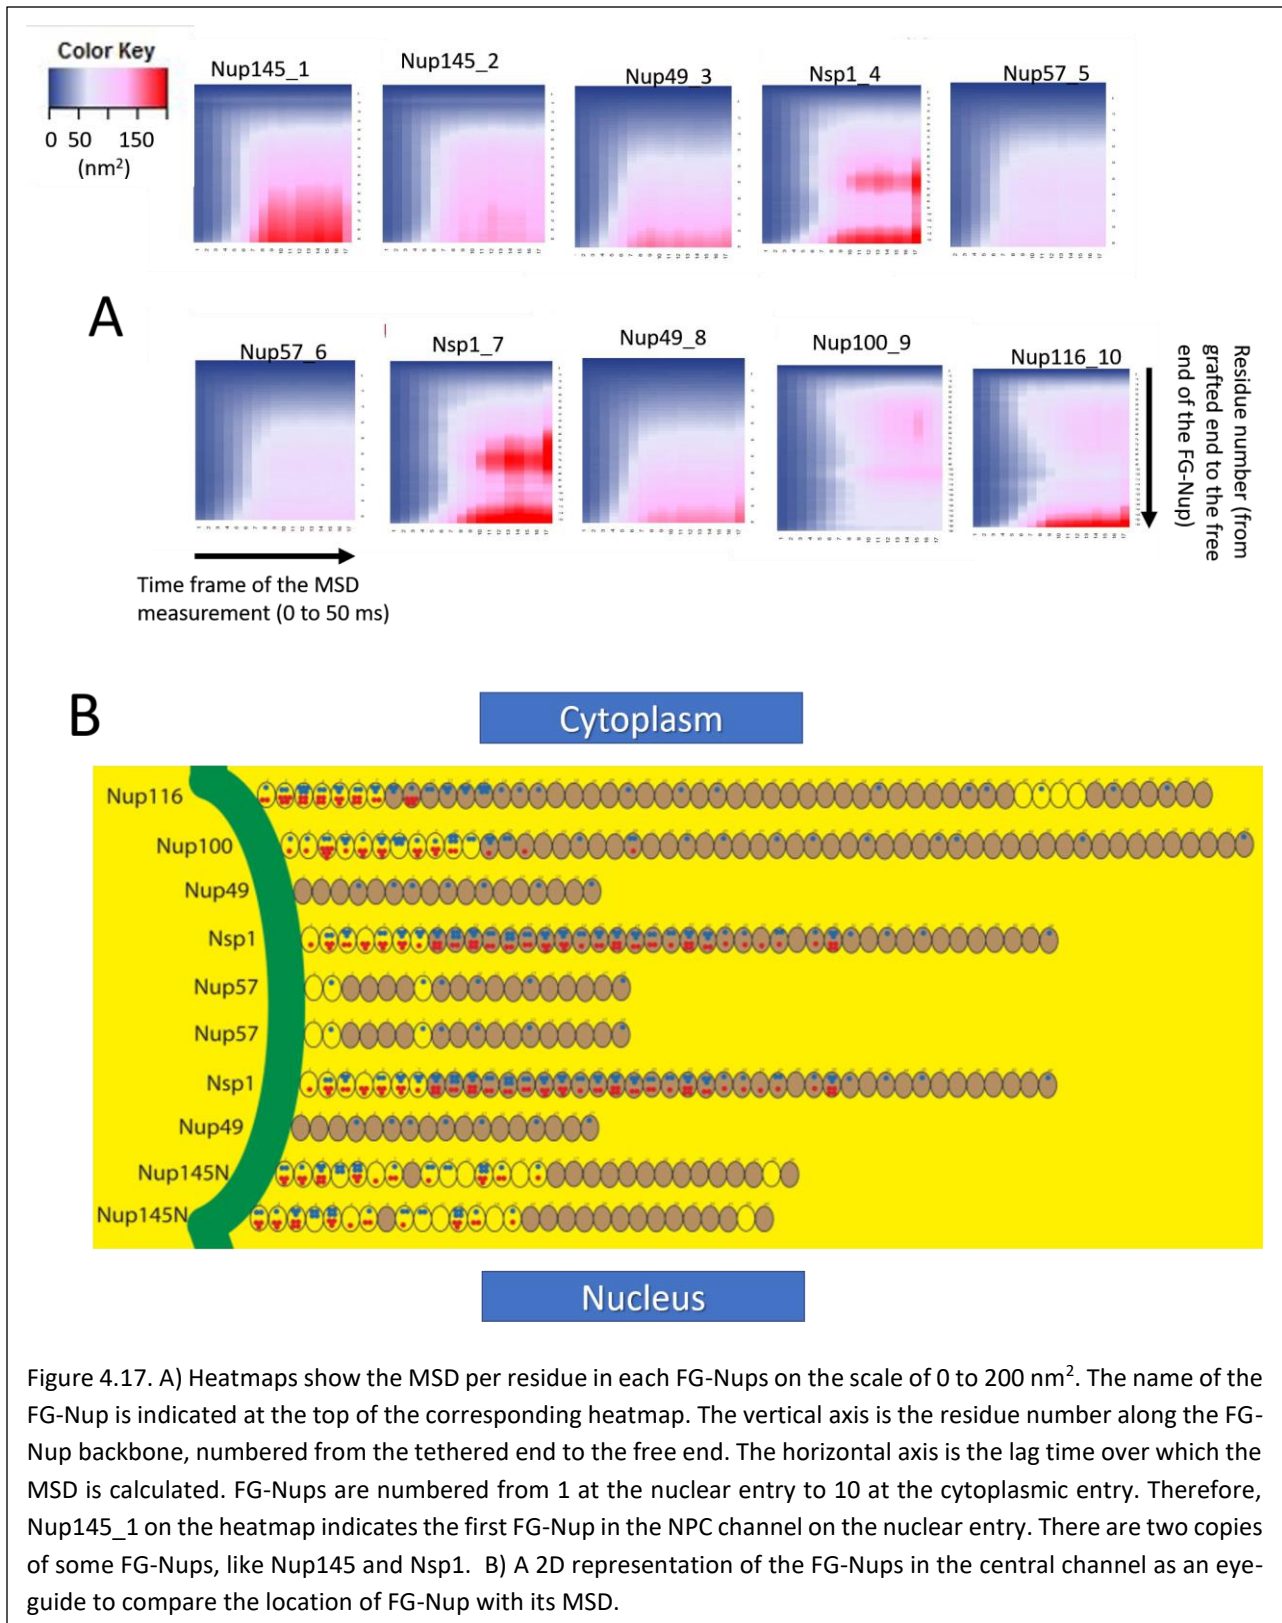 Color Key
0 50 150
(nm²)
Nup145_1
Nup145_2
Nup49_3
Nsp1_4
Nup57_5
A
Nup57_6
Nsp1_7
Nup49_8
Nup100_9
Nup116_10
Residue number (from
grafted end to the free
end of the FG-Nup)
Time frame of the MSD
measurement (0 to 50 ms)
B
Cytoplasm
Nup116
Nup100
Nup49
Nsp1
Nup57
Nup57
Nsp1
Nup49
Nup145N
Nup145N
Nucleus
Figure 4.17. A) Heatmaps show the MSD per residue in each FG-Nups on the scale of 0 to 200 nm². The name of the
FG-Nup is indicated at the top of the corresponding heatmap. The vertical axis is the residue number along the FG-
Nup backbone, numbered from the tethered end to the free end. The horizontal axis is the lag time over which the
MSD is calculated. FG-Nups are numbered from 1 at the nuclear entry to 10 at the cytoplasmic entry. Therefore,
Nup145_1 on the heatmap indicates the first FG-Nup in the NPC channel on the nuclear entry. There are two copies
of some FG-Nups, like Nup145 and Nsp1. B) A 2D representation of the FG-Nups in the central channel as an eye-
guide to compare the location of FG-Nup with its MSD.